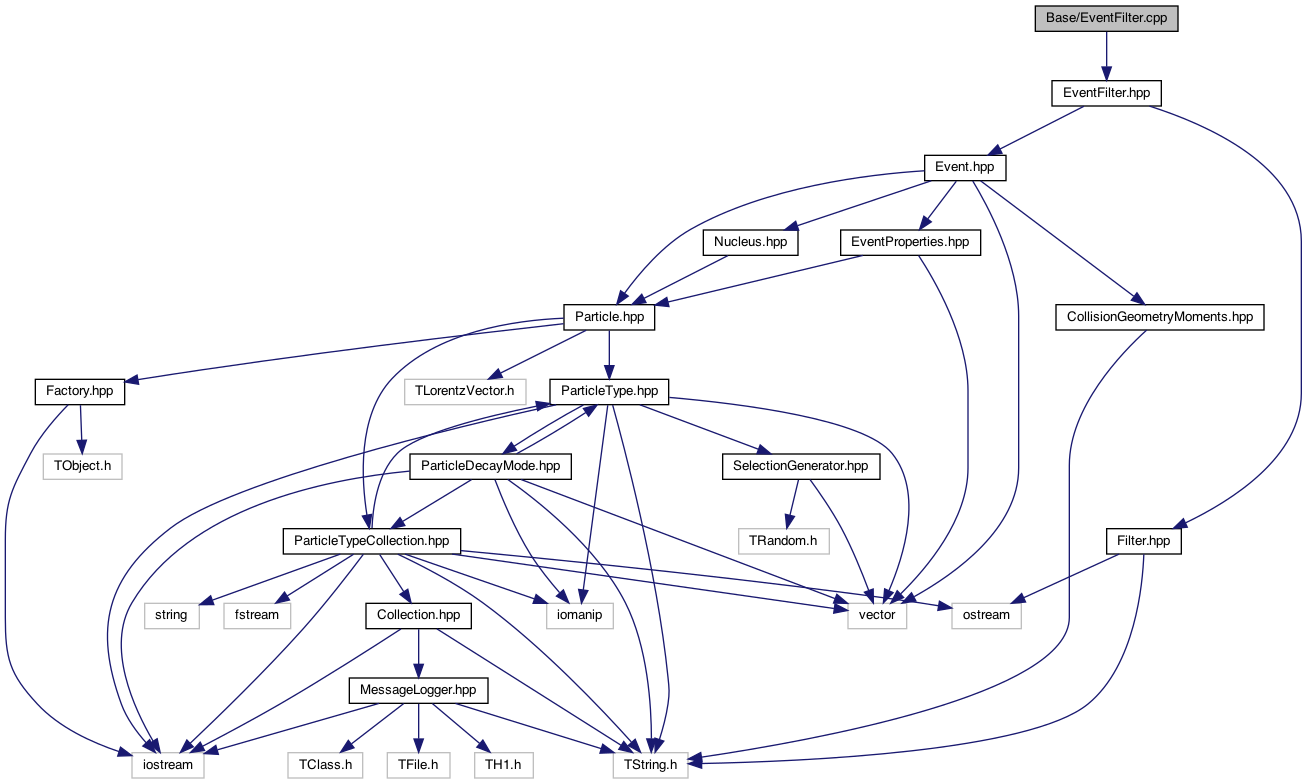 Base/EventFilter.cpp
EventFilter.hpp
Event.hpp
Nucleus.hpp
EventProperties.hpp
Particle.hpp
CollisionGeometryMoments.hpp
Factory.hpp
TLorentzVector.h
ParticleType.hpp
TObject.h
ParticleDecayMode.hpp
SelectionGenerator.hpp
ParticleTypeCollection.hpp
TRandom.h
Filter.hpp
string
fstream
Collection.hpp
iomanip
vector
ostream
MessageLogger.hpp
iostream
TClass.h
TFile.h
TH1.h
TString.h